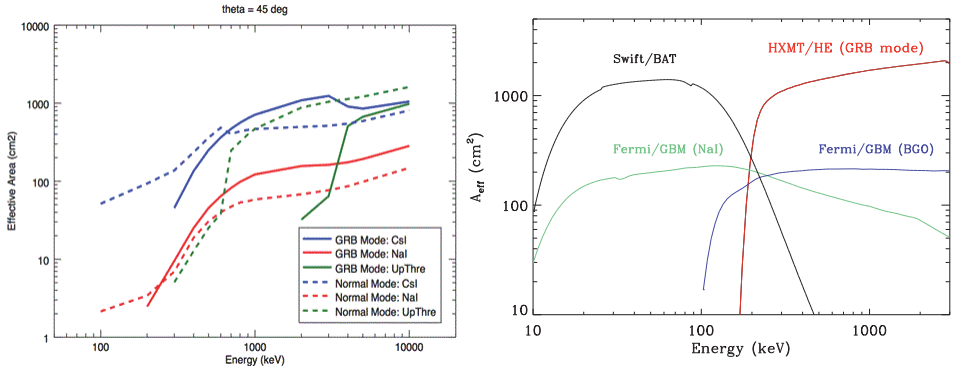 theta = 45 deg
10000
1000
100
10
1
Effective Area (cm2)
GRB Mode: CsI
GRB Mode: NaI
GRB Mode: UpThre
Normal Mode: CsI
Normal Mode: NaI
Normal Mode: UpThre
100
1000
10000
Energy (keV)
HXMT/HE (GRB mode)
Swift/BAT
Fermi/GBM (NaI)
Fermi/GBM (BGO)
1000
100
10
Aeff (cm²)
10
100
1000
Energy (keV)